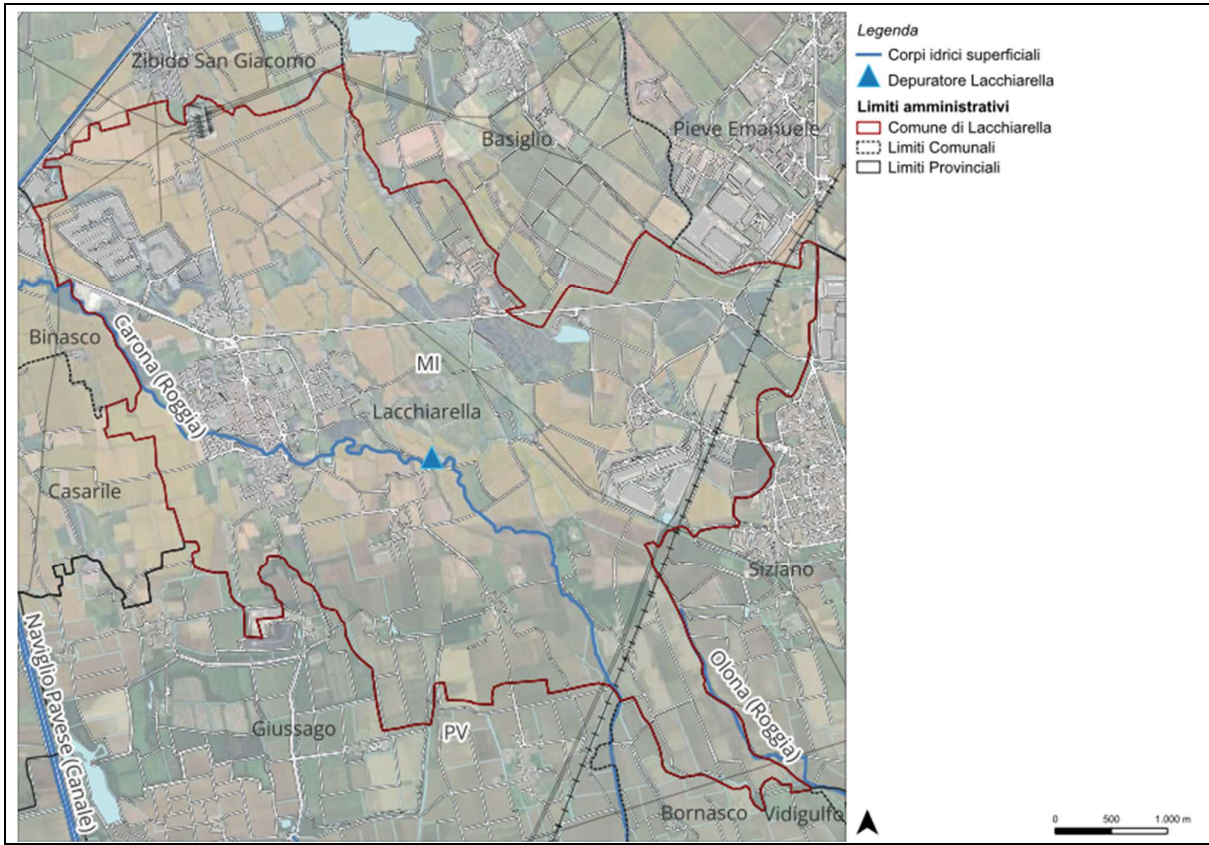 Zibido San Giacomo
Basiglio
Pieve Emanuele
Binasco
Carona (Roggia)
MI
Lacchiarella
Casarile
Siziano
Naviglio Pavese (Canale)
Giussago
PV
Olona (Roggia)
Bornasco
Vidigulfo
Legenda
Corpi idrici superficiali
Depuratore Lacchiarella
Limiti amministrativi
Comune di Lacchiarella
Limiti Comunali
Limiti Provinciali
0 500 1.000 m